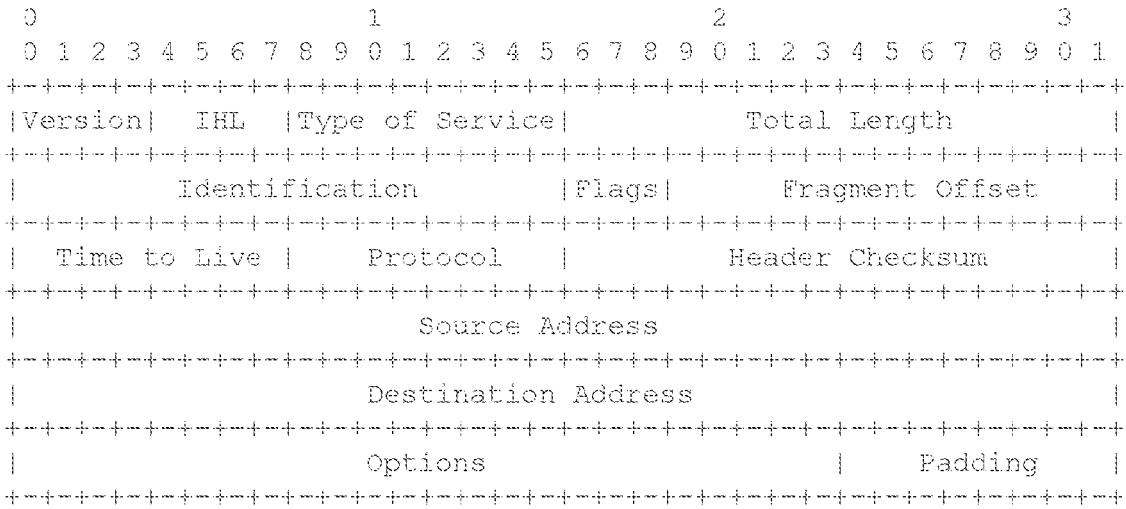 0                   1                   2                   3
 0 1 2 3 4 5 6 7 8 9 0 1 2 3 4 5 6 7 8 9 0 1 2 3 4 5 6 7 8 9 0 1
+-+-+-+-+-+-+-+-+-+-+-+-+-+-+-+-+-+-+-+-+-+-+-+-+-+-+-+-+-+-+-+-+
|Version|  IHL  |Type of Service|          Total Length         |
+-+-+-+-+-+-+-+-+-+-+-+-+-+-+-+-+-+-+-+-+-+-+-+-+-+-+-+-+-+-+-+-+
|         Identification        |Flags|      Fragment Offset    |
+-+-+-+-+-+-+-+-+-+-+-+-+-+-+-+-+-+-+-+-+-+-+-+-+-+-+-+-+-+-+-+-+
|  Time to Live |    Protocol   |         Header Checksum       |
+-+-+-+-+-+-+-+-+-+-+-+-+-+-+-+-+-+-+-+-+-+-+-+-+-+-+-+-+-+-+-+-+
|                       Source Address                          |
+-+-+-+-+-+-+-+-+-+-+-+-+-+-+-+-+-+-+-+-+-+-+-+-+-+-+-+-+-+-+-+-+
|                    Destination Address                        |
+-+-+-+-+-+-+-+-+-+-+-+-+-+-+-+-+-+-+-+-+-+-+-+-+-+-+-+-+-+-+-+-+
|                    Options                    |    Padding    |
+-+-+-+-+-+-+-+-+-+-+-+-+-+-+-+-+-+-+-+-+-+-+-+-+-+-+-+-+-+-+-+-+